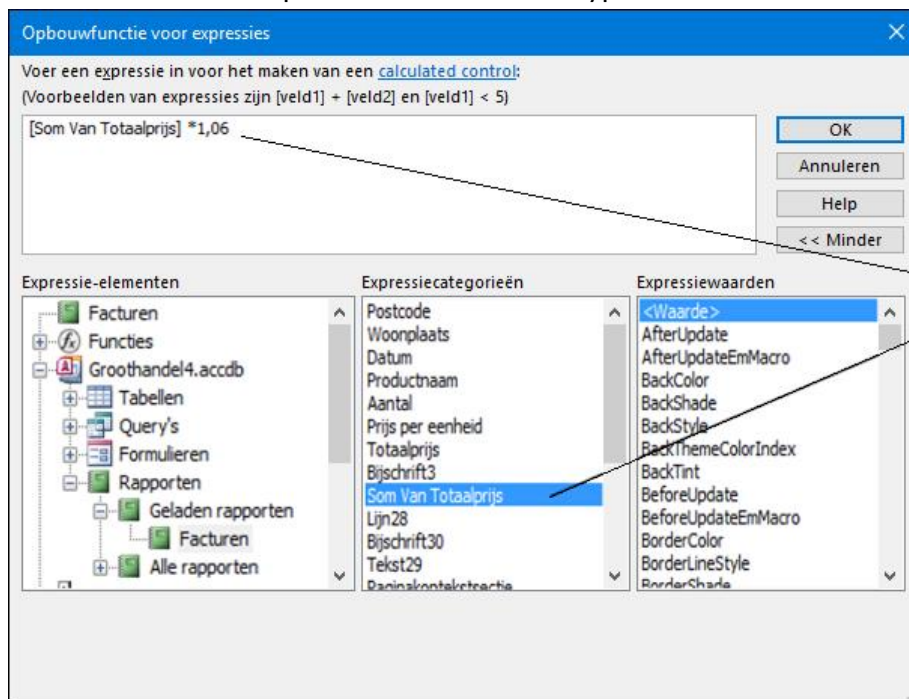 Opbouwfunctie voor expressies
Voer een expressie in voor het maken van een calculated control:
(Voorbeelden van expressies zijn [veld1] + [veld2] en [veld1] < 5)
[Som Van Totaalprijs] *1,06
OK
Annuleren
Help
<< Minder
Expressie-elementen
Facturen
Functies
Groothandel4.accdb
Tabellen
Query's
Formulieren
Rapporten
Geladen rapporten
Facturen
Alle rapporten
Expressiecategorieën
Postcode
Woonplaats
Datum
Productnaam
Aantal
Prijs per eenheid
Totaalprijs
Bijschrift3
Som Van Totaalprijs
Lijn28
Bijschrift30
Tekst29
Paginakontekstsectie
Expressiewaarden
<Waarde>
AfterUpdate
AfterUpdateEmMacro
BackColor
BackShade
BackStyle
BackThemeColorIndex
BackTint
BeforeUpdate
BeforeUpdateEmMacro
BorderColor
BorderLineStyle
BorderShade